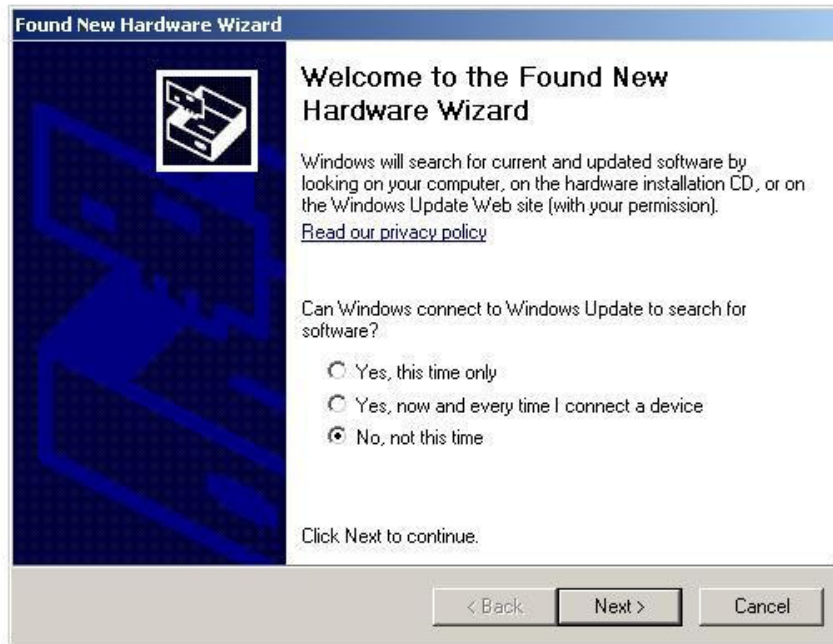 Found New Hardware Wizard
Welcome to the Found New
Hardware Wizard
Windows will search for current and updated software by
looking on your computer, on the hardware installation CD, or on
the Windows Update Web site (with your permission).
Read our privacy policy
Can Windows connect to Windows Update to search for
software?
Yes, this time only
Yes, now and every time I connect a device
No, not this time
Click Next to continue.
< Back
Next >
Cancel